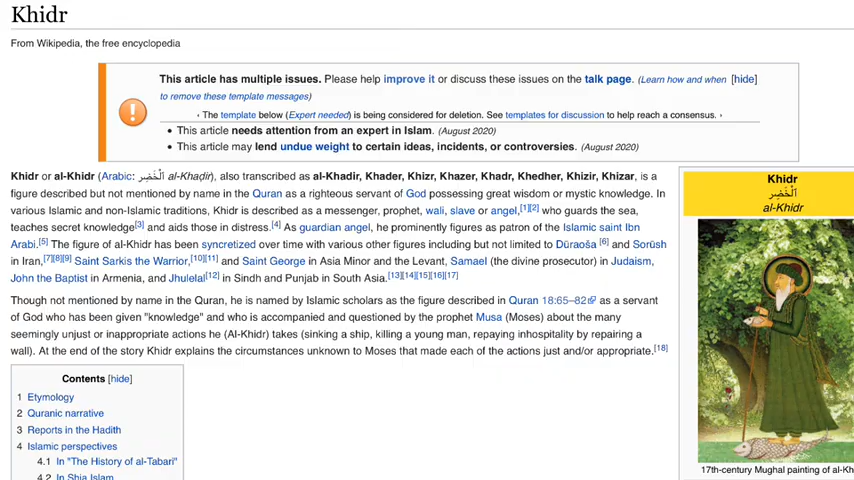 Khidr
From Wikipedia, the free encyclopedia
This article has multiple issues. Please help improve it or discuss these issues on the talk page. (Learn how and when [hide]
to remove these template messages)
‹ The template below (Expert needed) is being considered for deletion. See templates for discussion to help reach a consensus. ›
• This article needs attention from an expert in Islam. (August 2020)
• This article may lend undue weight to certain ideas, incidents, or controversies. (August 2020)
Khidr or al-Khidr (Arabic: ٱلْخَضِر al-Khaḍir), also transcribed as al-Khadir, Khader, Khizr, Khazer, Khadr, Khedher, Khizir, Khizar, is a
figure described but not mentioned by name in the Quran as a righteous servant of God possessing great wisdom or mystic knowledge. In
various Islamic and non-Islamic traditions, Khidr is described as a messenger, prophet, wali, slave or angel,[1][2] who guards the sea,
teaches secret knowledge[3] and aids those in distress.[4] As guardian angel, he prominently figures as patron of the Islamic saint Ibn
Arabi.[5] The figure of al-Khidr has been syncretized over time with various other figures including but not limited to Dūraoša [6] and Sorūsh
in Iran,[7][8][9] Saint Sarkis the Warrior,[10][11] and Saint George in Asia Minor and the Levant, Samael (the divine prosecutor) in Judaism,
John the Baptist in Armenia, and Jhulelal[12] in Sindh and Punjab in South Asia.[13][14][15][16][17]
Though not mentioned by name in the Quran, he is named by Islamic scholars as the figure described in Quran 18:65–82 as a servant
of God who has been given "knowledge" and who is accompanied and questioned by the prophet Musa (Moses) about the many
seemingly unjust or inappropriate actions he (Al-Khidr) takes (sinking a ship, killing a young man, repaying inhospitality by repairing a
wall). At the end of the story Khidr explains the circumstances unknown to Moses that made each of the actions just and/or appropriate.[18]
Contents [hide]
1 Etymology
2 Quranic narrative
3 Reports in the Hadith
4 Islamic perspectives
4.1 In "The History of al-Tabari"
4.2 In Shia Islam
Khidr
ٱلْخَضِر
al-Khidr
17th-century Mughal painting of al-Kh